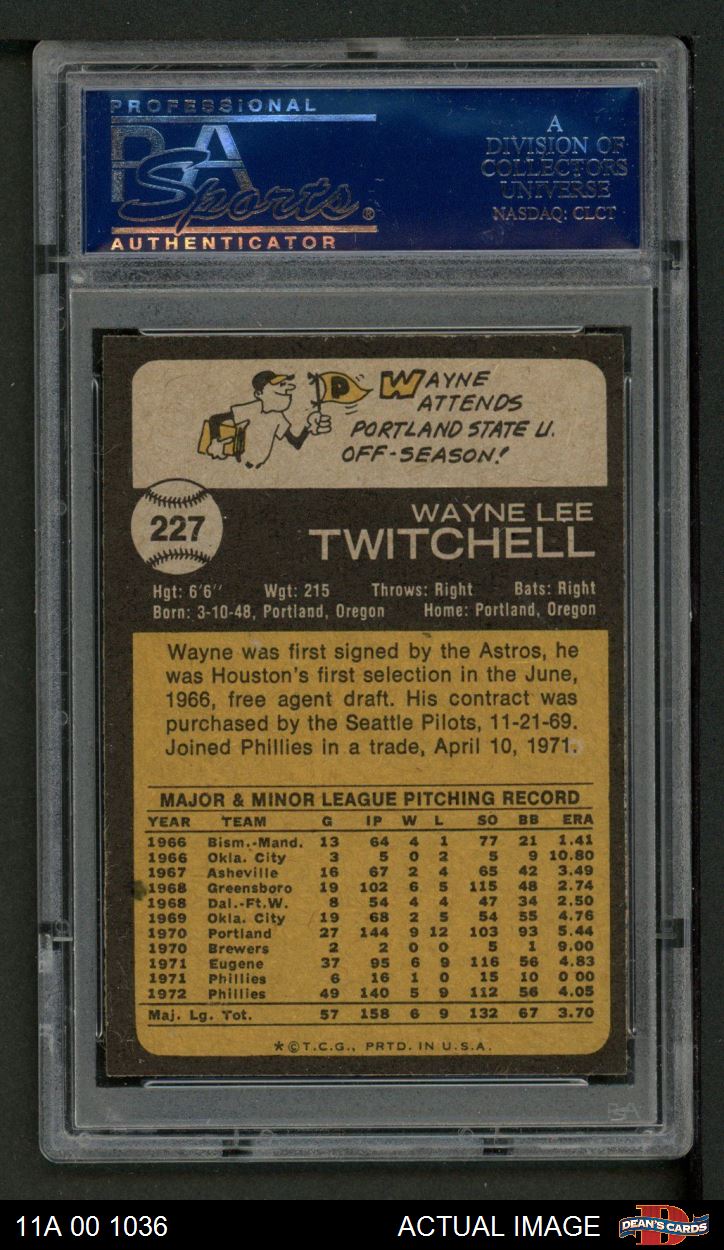 PROFESSIONAL
PSA
Sports®
AUTHENTICATOR
A
DIVISION OF
COLLECTORS
UNIVERSE
NASDAQ: CLCT
P
WAYNE
ATTENDS
PORTLAND STATE U.
OFF-SEASON!
227
WAYNE LEE
TWITCHELL
Hgt: 6'6'' Wgt: 215 Throws: Right Bats: Right
Born: 3-10-48, Portland, Oregon Home: Portland, Oregon
Wayne was first signed by the Astros, he
was Houston's first selection in the June,
1966, free agent draft. His contract was
purchased by the Seattle Pilots, 11-21-69.
Joined Phillies in a trade, April 10, 1971.
MAJOR & MINOR LEAGUE PITCHING RECORD
YEAR TEAM G IP W L SO BB ERA
1966 Bism.-Mand. 13 64 4 1 77 21 1.41
1966 Okla. City 3 5 0 2 5 9 10.80
1967 Asheville 16 67 2 4 65 42 3.49
1968 Greensboro 19 102 6 5 115 48 2.74
1968 Dal.-Ft.W. 8 54 4 4 47 34 2.50
1969 Okla. City 19 68 2 5 54 55 4.76
1970 Portland 27 144 9 12 103 93 5.44
1970 Brewers 2 2 0 0 5 1 9.00
1971 Eugene 37 95 6 9 116 56 4.83
1971 Phillies 6 16 1 0 15 10 0 00
1972 Phillies 49 140 5 9 112 56 4.05
Maj. Lg. Tot. 57 158 6 9 132 67 3.70
*©T.C.G., PRTD. IN U.S.A.
PSA
11A 00 1036 ACTUAL IMAGE
D
DEAN'S CARDS